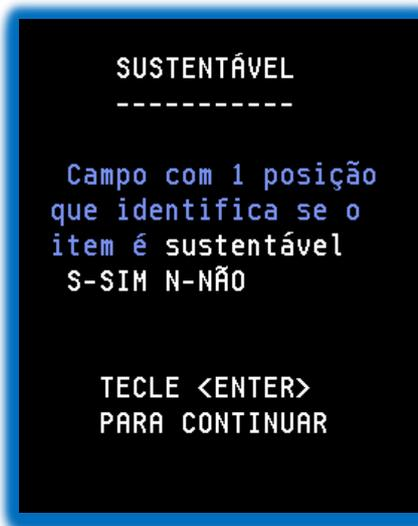 SUSTENTÁVEL
-----------
Campo com 1 posição
que identifica se o
item é sustentável
S-SIM N-NÃO
TECLE <ENTER>
PARA CONTINUAR